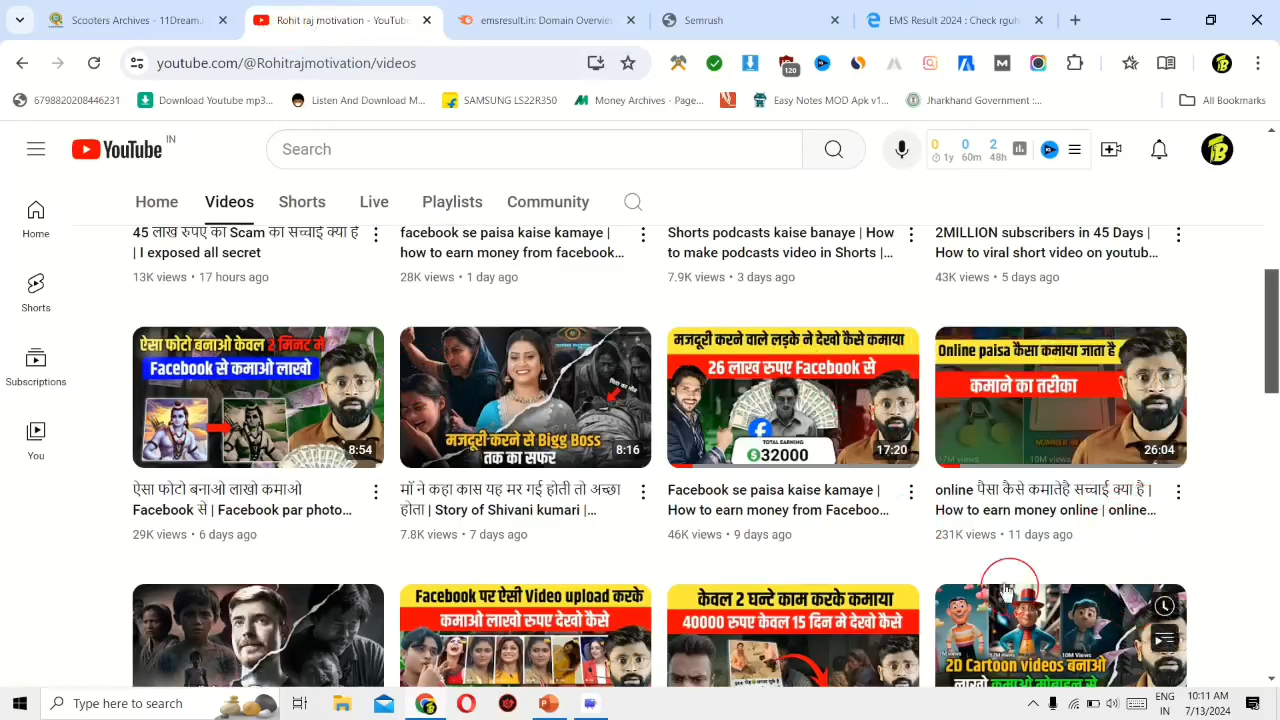 Scooters Archives - 11Dream.
Rohit raj motivation - YouTube
emsresult.in: Domain Overview
Semrush
EMS Result 2024 : Check rguh
youtube.com/@Rohitrajmotivation/videos
120
6798820208446231
Download Youtube mp3...
Listen And Download M...
SAMSUNG LS22R350
Money Archives - Page...
Easy Notes MOD Apk v1...
Jharkhand Government :...
All Bookmarks
YouTube IN
Search
0 0 2
1y 60m 48h
Home Videos Shorts Live Playlists Community
Home
Shorts
Subscriptions
You
45 लाख रुपए का Scam का सच्चाई क्या है
| I exposed all secret
13K views • 17 hours ago
facebook se paisa kaise kamaye |
how to earn money from facebook...
28K views • 1 day ago
Shorts podcasts kaise banaye | How
to make podcasts video in Shorts |...
7.9K views • 3 days ago
2MILLION subscribers in 45 Days |
How to viral short video on youtub...
43K views • 5 days ago
ऐसा फोटो बनाओ केवल 2 मिनट में
Facebook से कमाओ लाखो
8:54
मजदूरी करने से Bigg Boss
तक का सफर
8:16
मजदूरी करने वाले लड़के ने देखो कैसे कमाया
26 लाख रुपए Facebook से
TOTAL EARNING
$32000
17:20
Online पैसा कैसा कमाया जाता है
कमाने का तरीका
26:04
ऐसा फोटो बनाओ लाखो कमाओ
Facebook से | Facebook par photo...
29K views • 6 days ago
माँ ने कहा कास यह मर गई होती तो अच्छा
होता | Story of Shivani kumari |...
7.8K views • 7 days ago
Facebook se paisa kaise kamaye |
How to earn money from Faceboo...
46K views • 9 days ago
online पैसा कैसे कमातेहै सच्चाई क्या है |
How to earn money online | online...
231K views • 11 days ago
Facebook पर ऐसी Video upload करके
कमाओ लाखो रुपए देखो कैसे
केवल 2 घन्टे काम करके कमाया
40000 रुपए केवल 15 दिन मे देखो कैसे
10M Views
2D Cartoon videos बनाओ
लाखो कमाओ मोबाइल से
Type here to search
ENG
IN
10:11 AM
7/13/2024